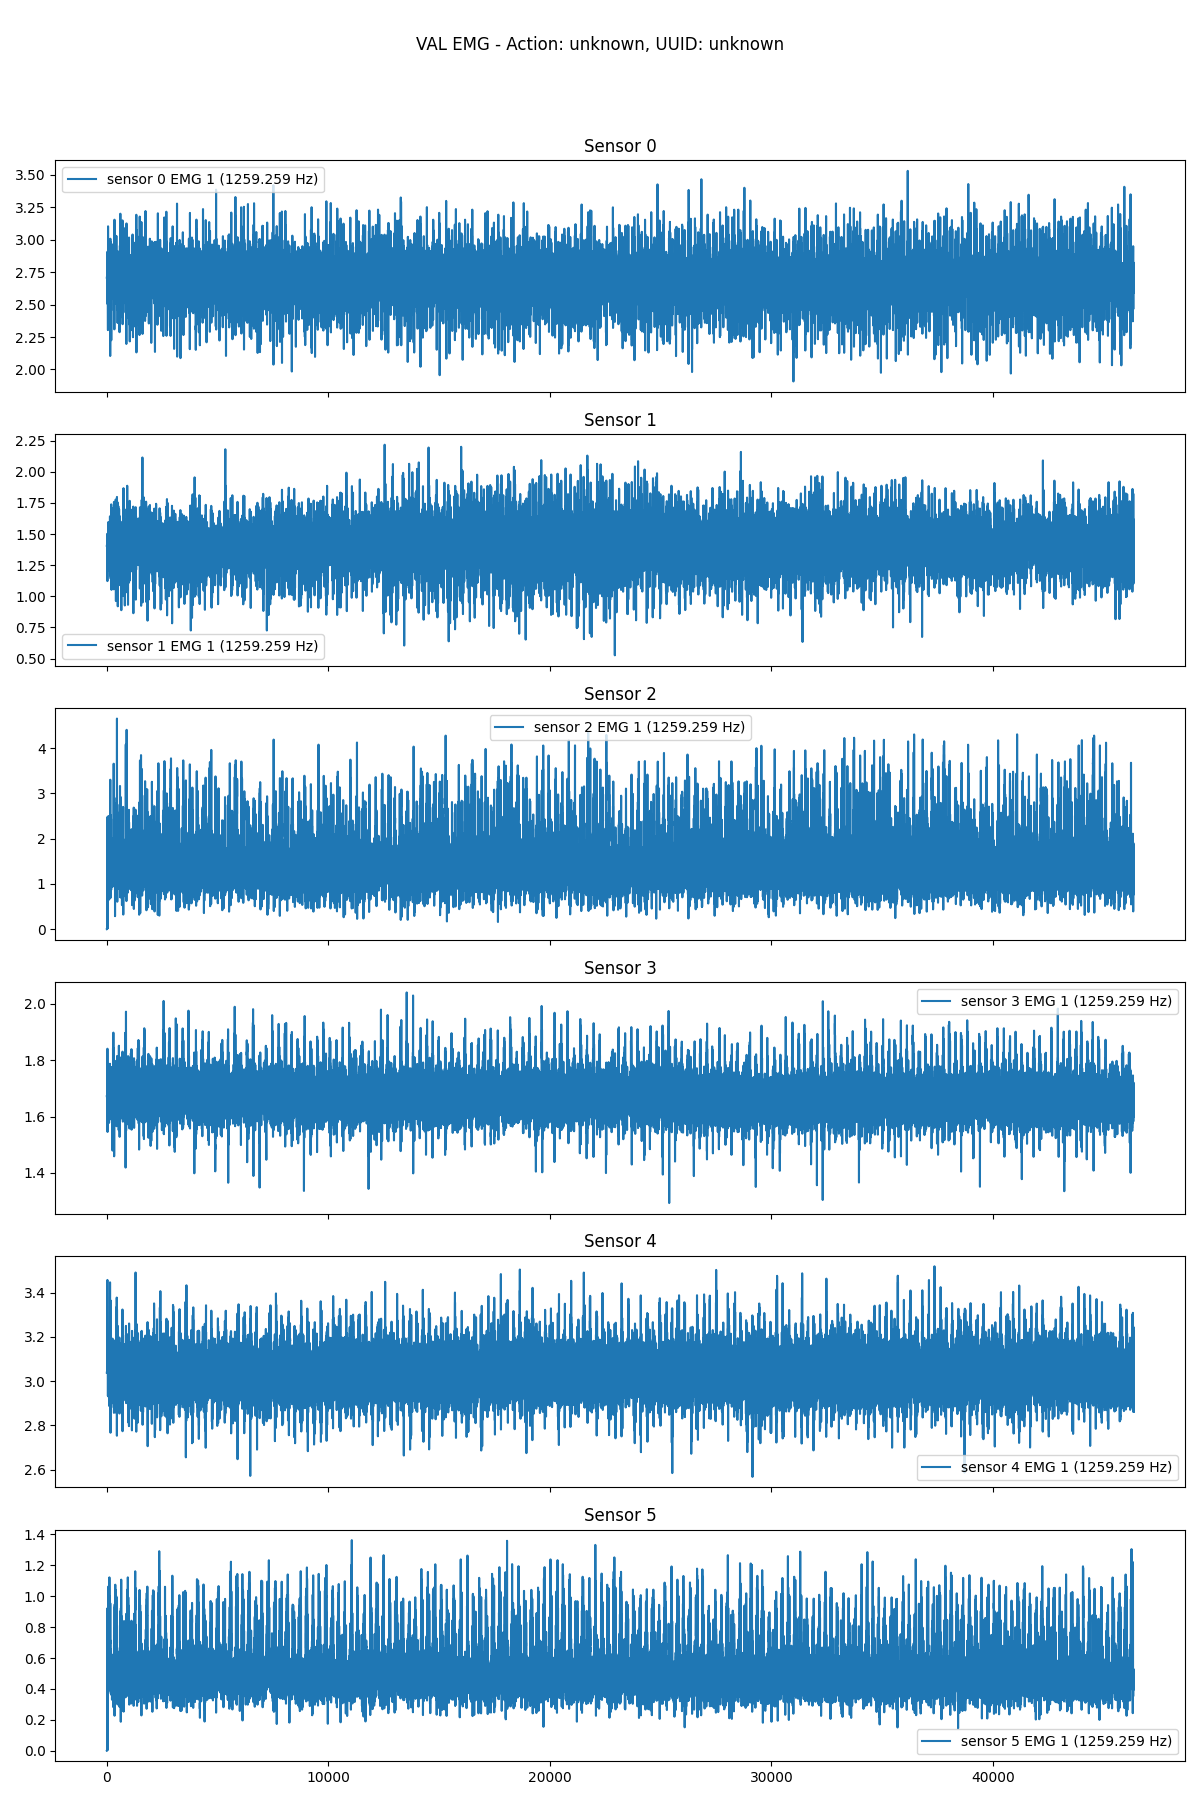 VAL EMG - Action: unknown, UUID: unknown
Sensor 0
sensor 0 EMG 1 (1259.259 Hz)
3.50
3.25
3.00
2.75
2.50
2.25
2.00
Sensor 1
2.25
2.00
1.75
1.50
1.25
1.00
0.75
0.50
sensor 1 EMG 1 (1259.259 Hz)
Sensor 2
sensor 2 EMG 1 (1259.259 Hz)
4
3
2
1
0
Sensor 3
sensor 3 EMG 1 (1259.259 Hz)
2.0
1.8
1.6
1.4
Sensor 4
3.4
3.2
3.0
2.8
2.6
sensor 4 EMG 1 (1259.259 Hz)
Sensor 5
1.4
1.2
1.0
0.8
0.6
0.4
0.2
0.0
sensor 5 EMG 1 (1259.259 Hz)
0 10000 20000 30000 40000